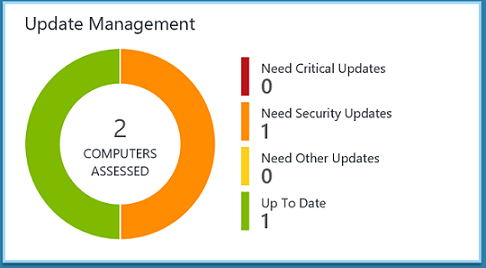 Update Management
2
COMPUTERS
ASSESSED
Need Critical Updates
0
Need Security Updates
1
Need Other Updates
0
Up To Date
1